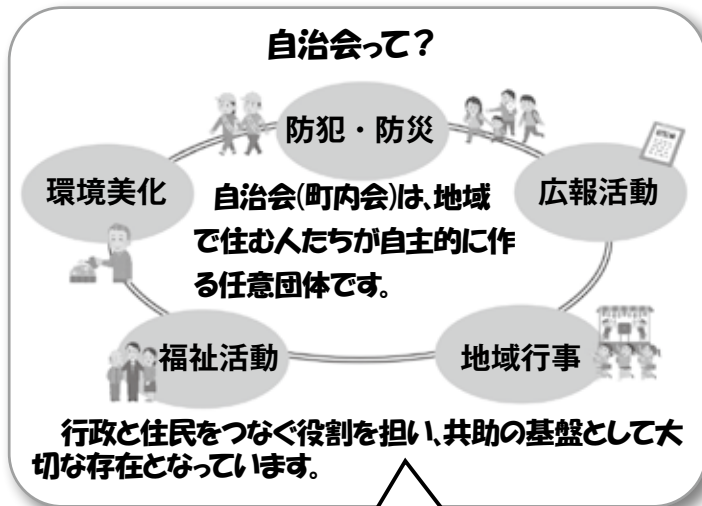 自治会って?
防犯・防災
環境美化
広報活動
自治会(町内会)は、地域
で住む人たちが自主的に作
る任意団体です。
福祉活動
地域行事
行政と住民をつなぐ役割を担い、共助の基盤として大
切な存在となっています。